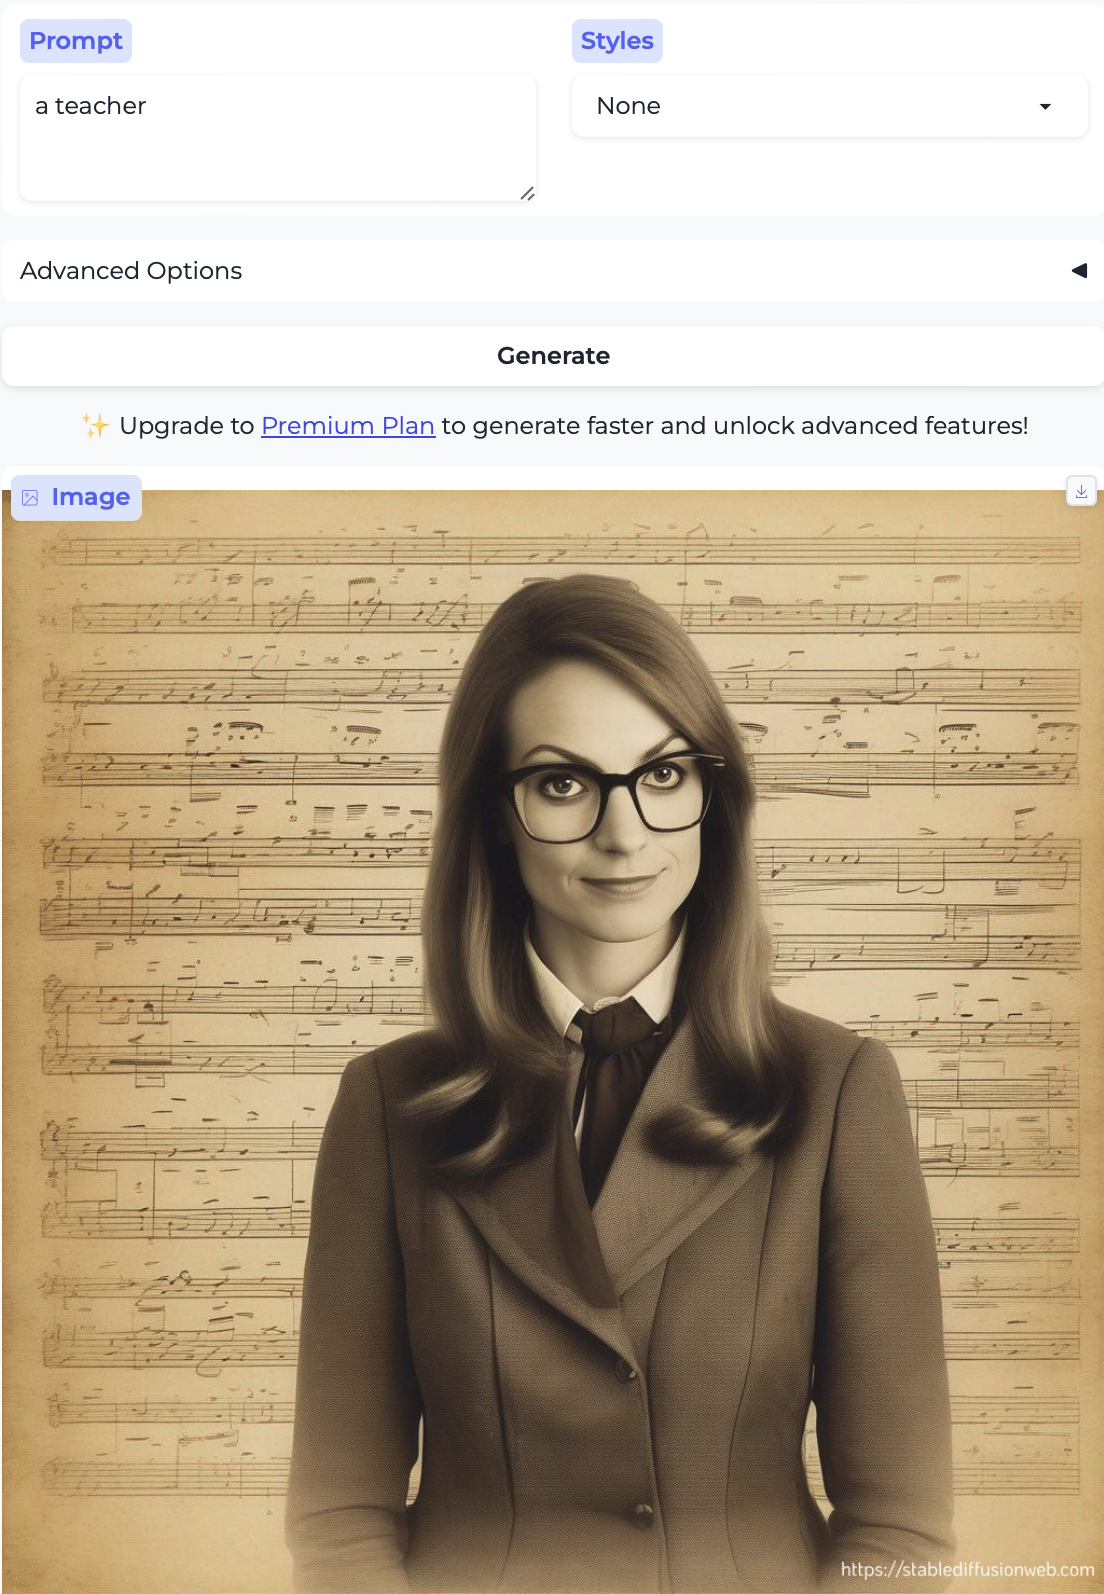 Prompt
Styles
a teacher
None
Advanced Options
Generate
✨ Upgrade to Premium Plan to generate faster and unlock advanced features!
Image
https://stablediffusionweb.com